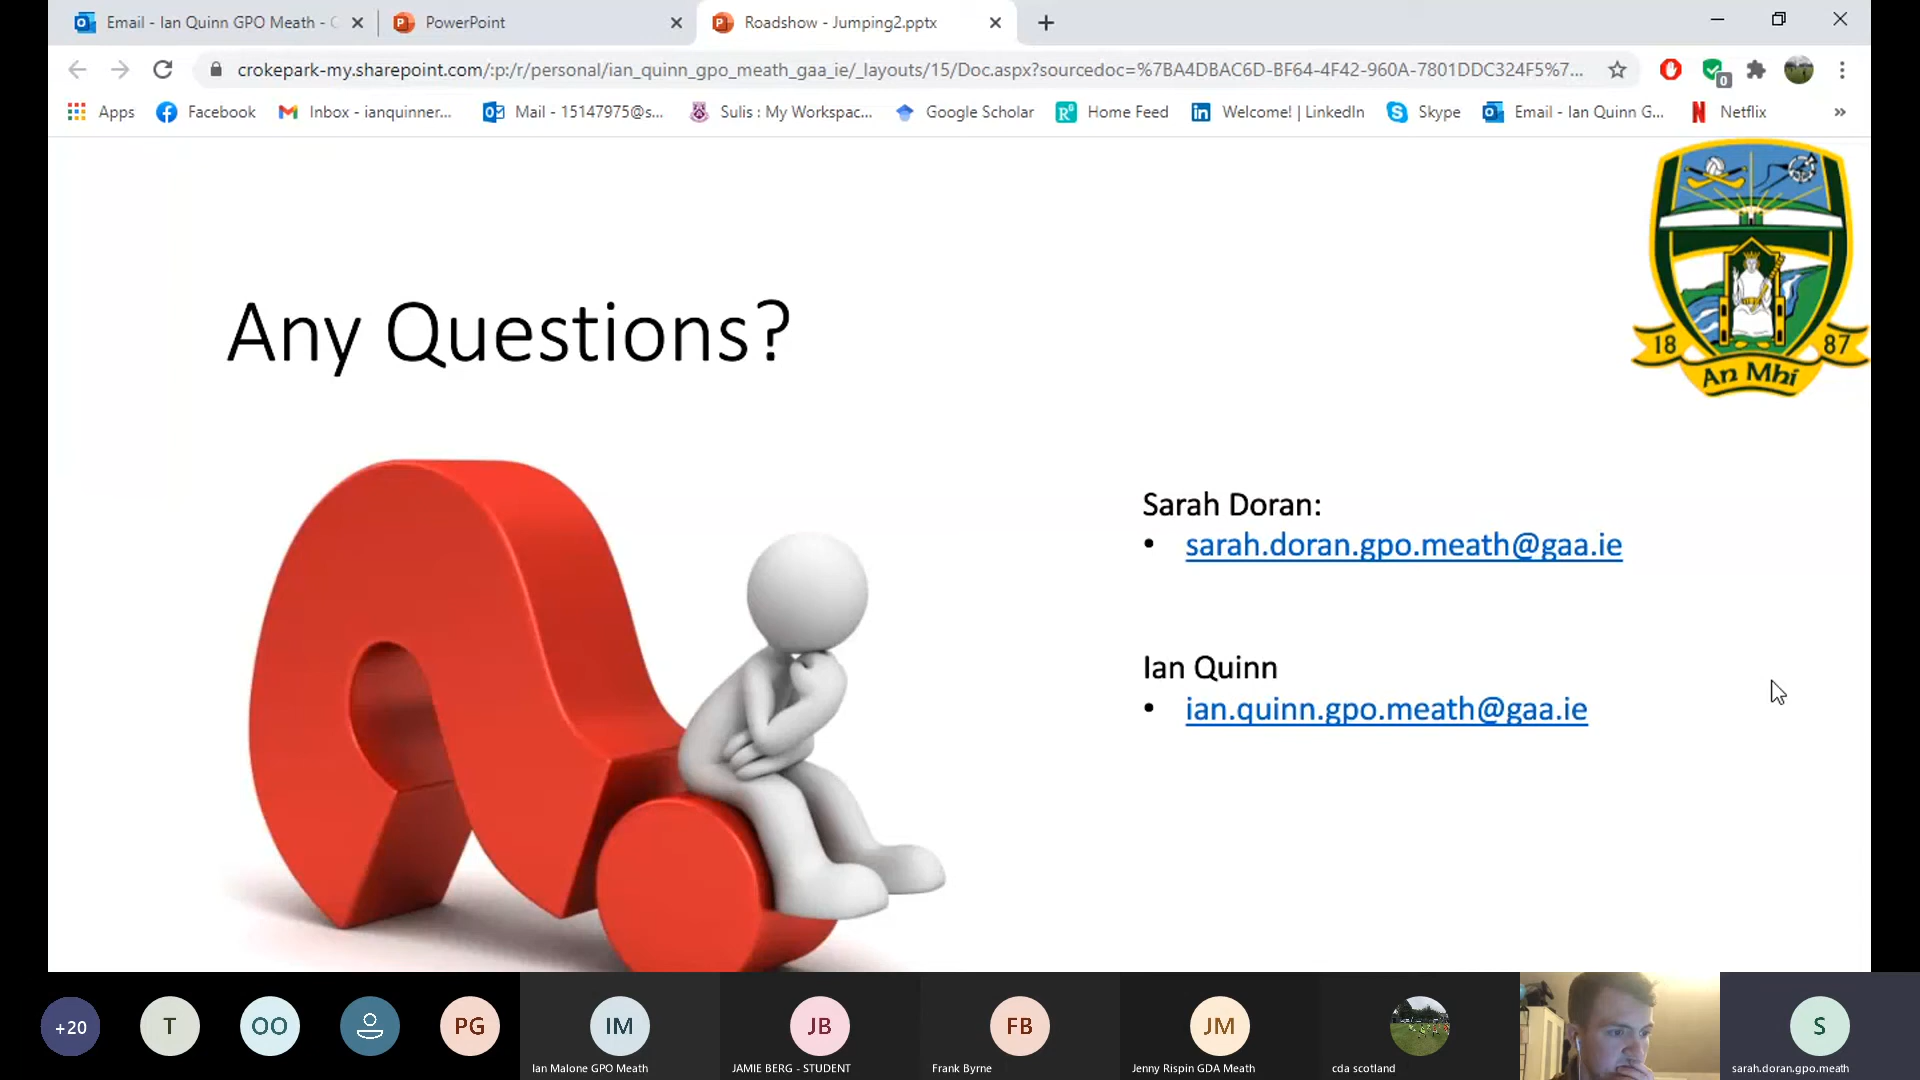 Email - Ian Quinn GPO Meath - 
PowerPoint
Roadshow - Jumping2.pptx
crokepark-my.sharepoint.com/:p:/r/personal/ian_quinn_gpo_meath_gaa_ie/_layouts/15/Doc.aspx?sourcedoc=%7BA4DBAC6D-BF64-4F42-960A-7801DDC324F5%7...
0
Apps
Facebook
Inbox - ianquinner...
Mail - 15147975@s...
Sulis : My Workspac...
Google Scholar
Home Feed
Welcome! | LinkedIn
Skype
Email - Ian Quinn G...
Netflix
18 87
An Mhí
Any Questions?
Sarah Doran:
• sarah.doran.gpo.meath@gaa.ie
Ian Quinn
• ian.quinn.gpo.meath@gaa.ie
+20
T
OO
PG
IM
JB
FB
JM
S
Ian Malone GPO Meath
JAMIE BERG - STUDENT
Frank Byrne
Jenny Rispin GDA Meath
cda scotland
sarah.doran.gpo.meath